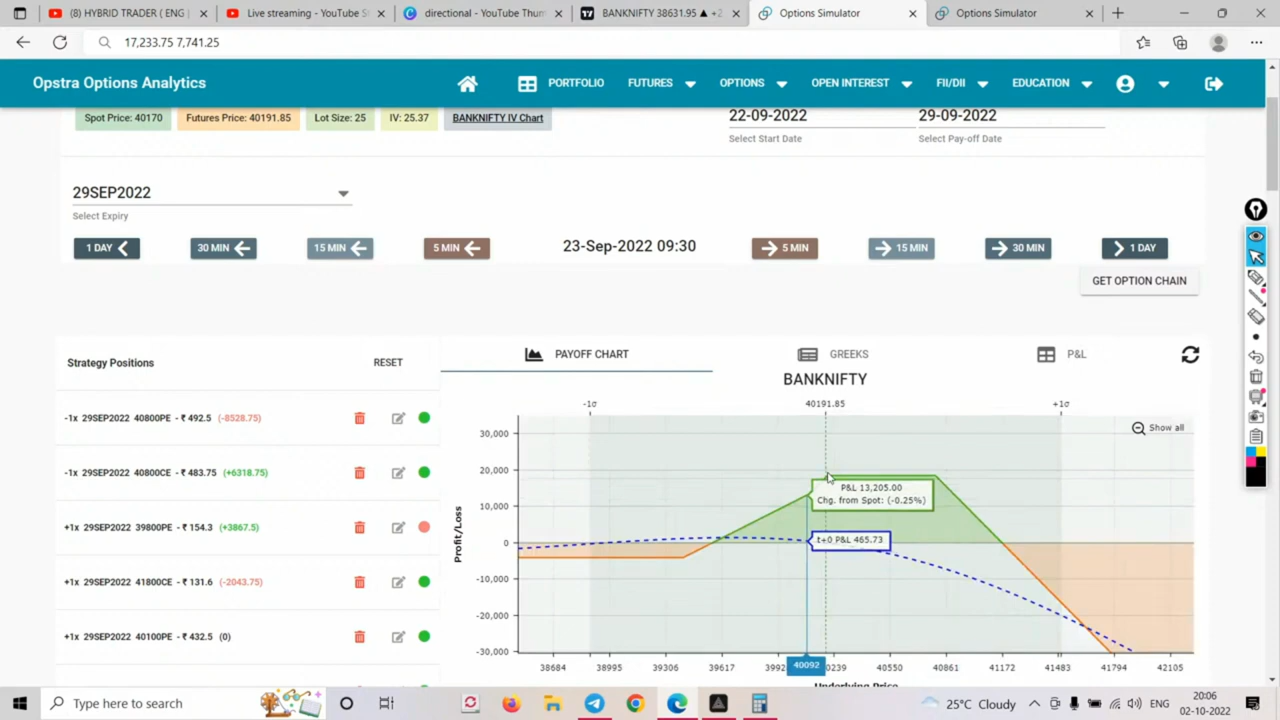 (8) HYBRID TRADER ( ENG |
Live streaming - YouTube S
directional - YouTube Thum
BANKNIFTY 38631.95 ▲ +2
Options Simulator
Options Simulator
17,233.75 7,741.25
Opstra Options Analytics
PORTFOLIO
FUTURES
OPTIONS
OPEN INTEREST
FII/DII
EDUCATION
Spot Price: 40170
Futures Price: 40191.85
Lot Size: 25
IV: 25.37
BANKNIFTY IV Chart
22-09-2022
29-09-2022
Select Start Date
Select Pay-off Date
29SEP2022
Select Expiry
1 DAY
30 MIN
15 MIN
5 MIN
23-Sep-2022 09:30
5 MIN
15 MIN
30 MIN
1 DAY
GET OPTION CHAIN
Strategy Positions
RESET
PAYOFF CHART
GREEKS
P&L
BANKNIFTY
-1x 29SEP2022 40800PE - ₹ 492.5 (-8528.75)
-1x 29SEP2022 40800CE - ₹ 483.75 (+6318.75)
+1x 29SEP2022 39800PE - ₹ 154.3 (+3867.5)
+1x 29SEP2022 41800CE - ₹ 131.6 (-2043.75)
+1x 29SEP2022 40100PE - ₹ 432.5 (0)
-1σ
40191.85
+1σ
Show all
30,000
20,000
10,000
0
-10,000
-20,000
-30,000
Profit/Loss
P&L 13,205.00
Chg. from Spot: (-0.25%)
t+0 P&L 465.73
38684
38995
39306
39617
3992
40092
40239
40550
40861
41172
41483
41794
42105
Underlying Price
Type here to search
25°C Cloudy
ENG
20:06
02-10-2022